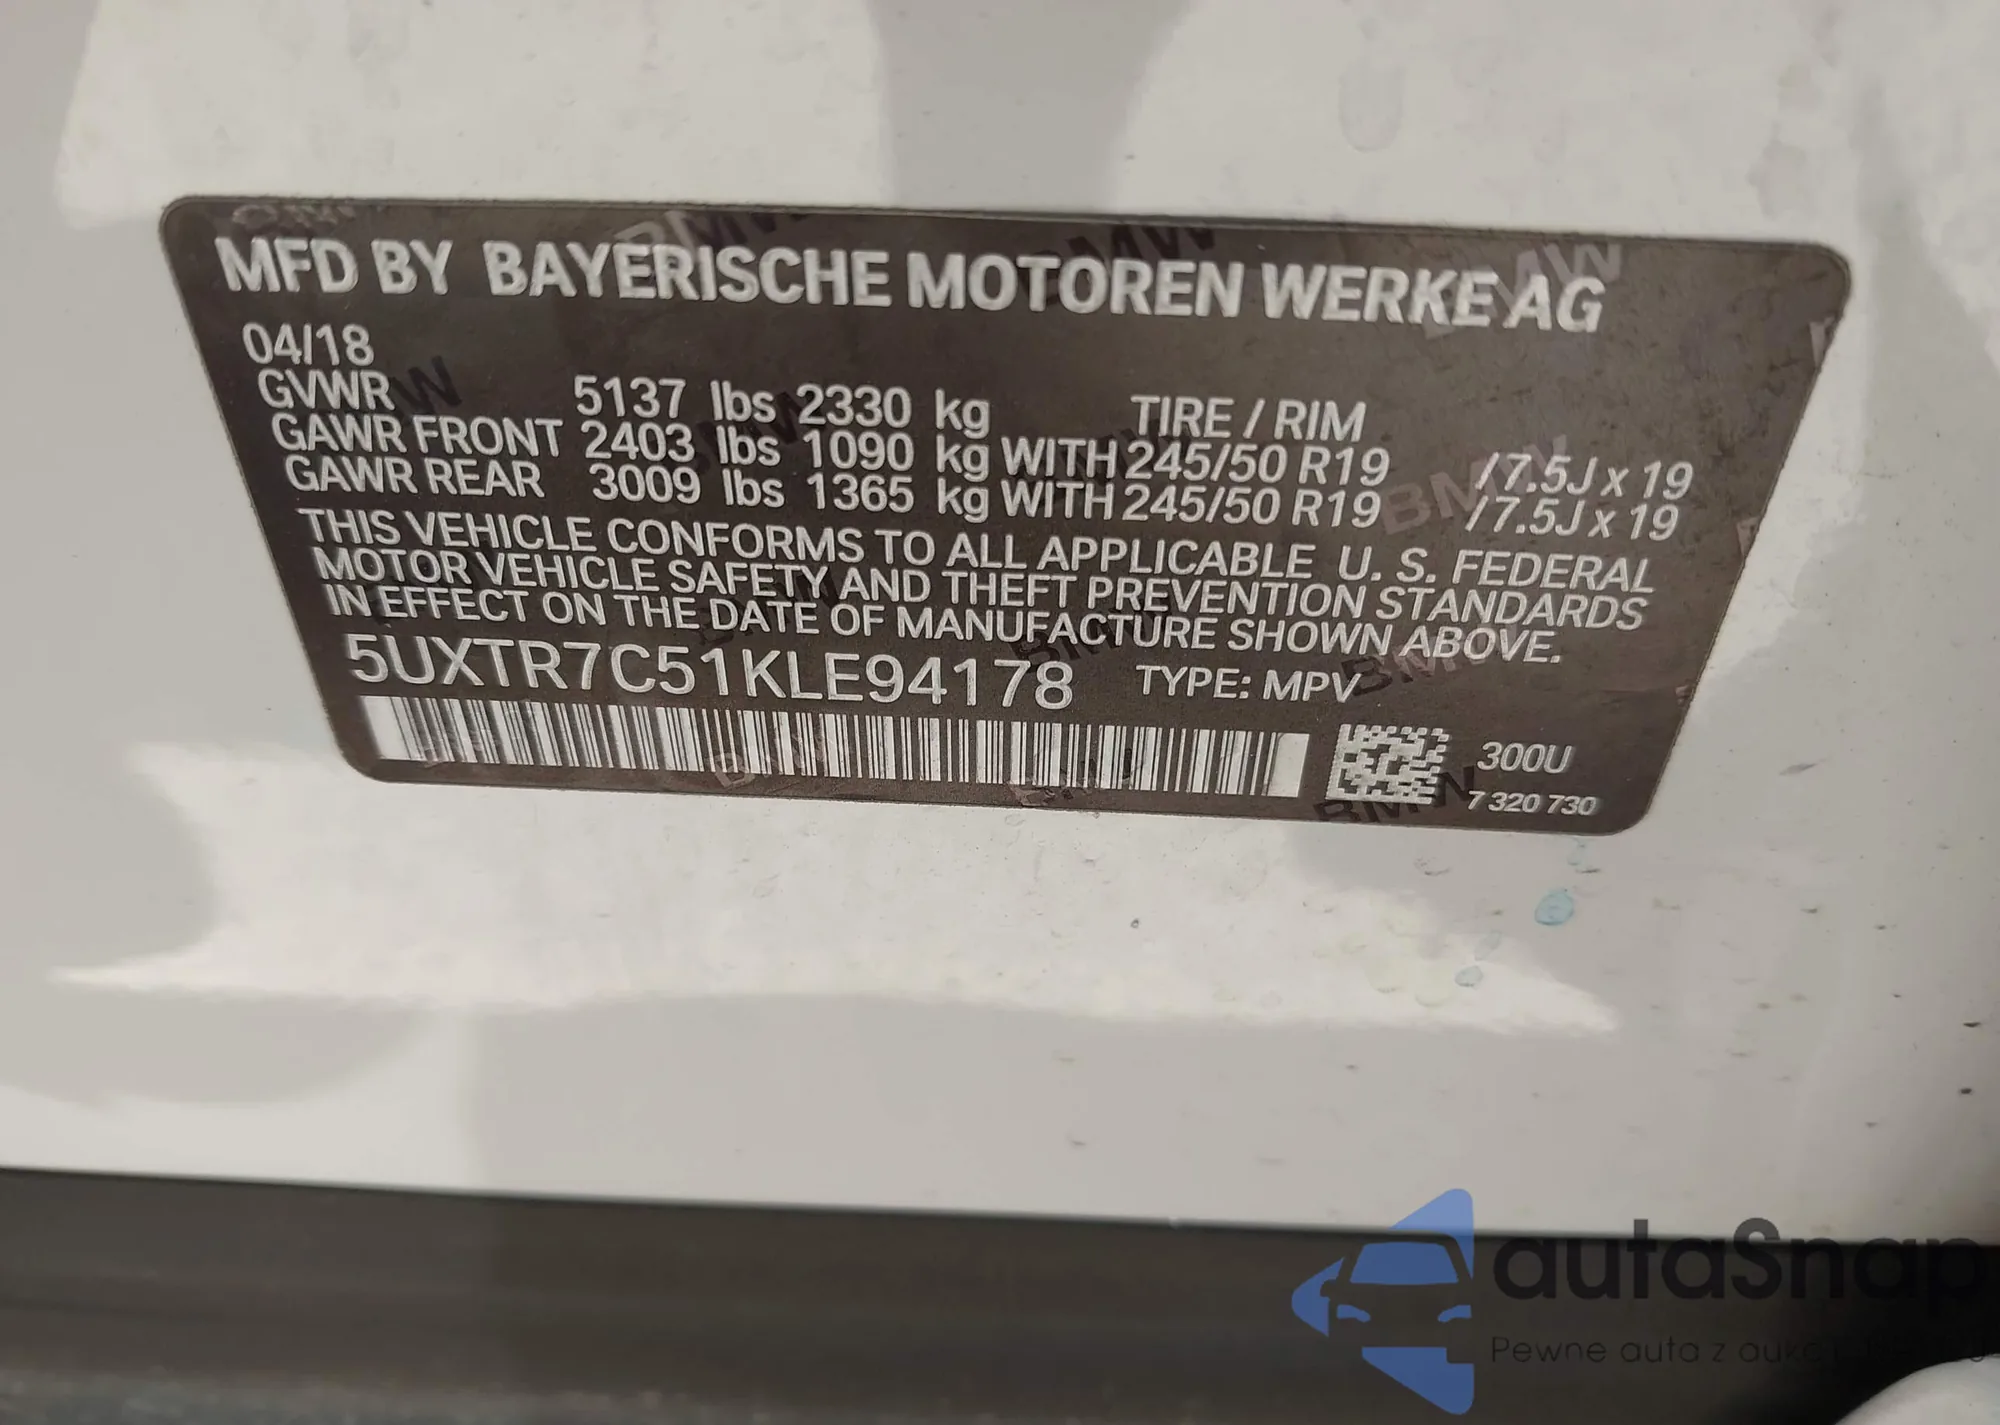 MFD BY BAYERISCHE MOTOREN WERKE AG
04/18
GVWR 5137 lbs 2330 kg TIRE / RIM
GAWR FRONT 2403 lbs 1090 kg WITH 245/50 R19 /7.5J x 19
GAWR REAR 3009 lbs 1365 kg WITH 245/50 R19 /7.5J x 19
THIS VEHICLE CONFORMS TO ALL APPLICABLE U. S. FEDERAL
MOTOR VEHICLE SAFETY AND THEFT PREVENTION STANDARDS
IN EFFECT ON THE DATE OF MANUFACTURE SHOWN ABOVE.
5UXTR7C51KLE94178 TYPE: MPV
300U
7 320 730
autaSnap
Pewne auta z